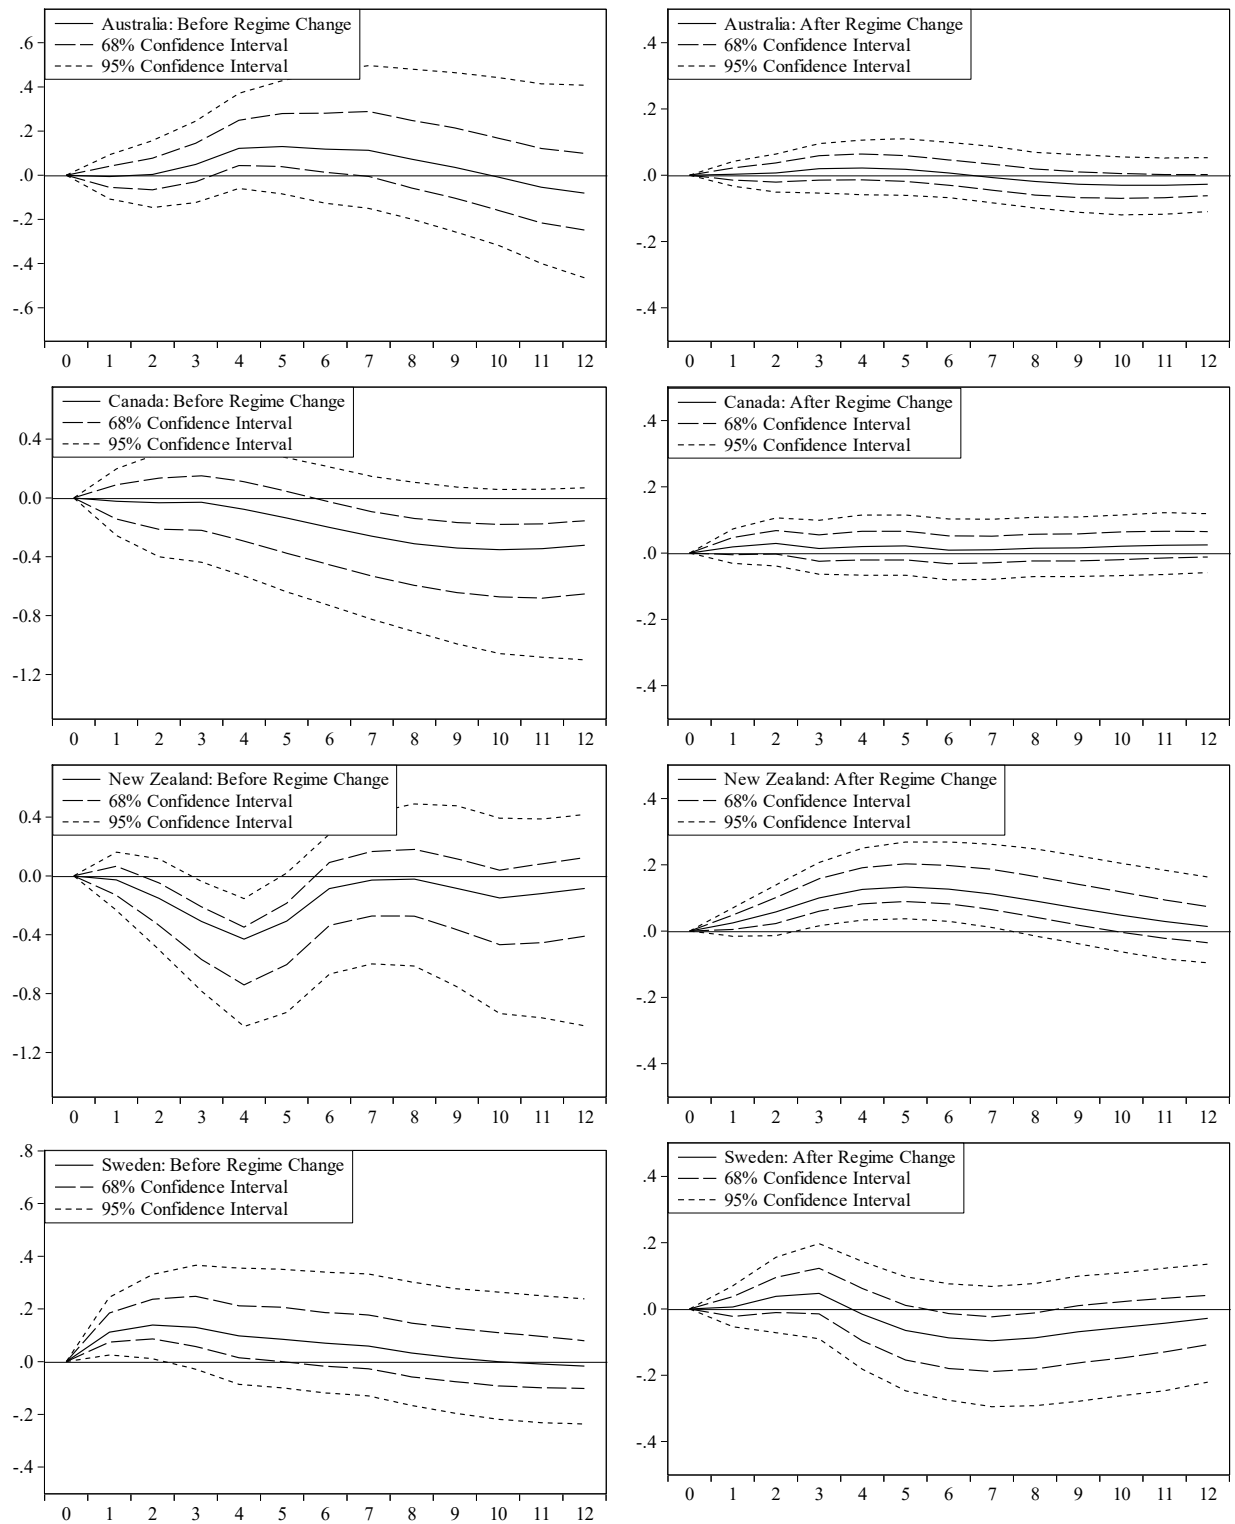 Australia: Before Regime Change
68% Confidence Interval
95% Confidence Interval
.6
.4
.2
.0
-.2
-.4
-.6
0 1 2 3 4 5 6 7 8 9 10 11 12
Australia: After Regime Change
68% Confidence Interval
95% Confidence Interval
.4
.2
.0
-.2
-.4
0 1 2 3 4 5 6 7 8 9 10 11 12
Canada: Before Regime Change
68% Confidence Interval
95% Confidence Interval
0.4
0.0
-0.4
-0.8
-1.2
0 1 2 3 4 5 6 7 8 9 10 11 12
Canada: After Regime Change
68% Confidence Interval
95% Confidence Interval
.4
.2
.0
-.2
-.4
0 1 2 3 4 5 6 7 8 9 10 11 12
New Zealand: Before Regime Change
68% Confidence Interval
95% Confidence Interval
0.4
0.0
-0.4
-0.8
-1.2
0 1 2 3 4 5 6 7 8 9 10 11 12
New Zealand: After Regime Change
68% Confidence Interval
95% Confidence Interval
.4
.2
.0
-.2
-.4
0 1 2 3 4 5 6 7 8 9 10 11 12
Sweden: Before Regime Change
68% Confidence Interval
95% Confidence Interval
.8
.6
.4
.2
.0
-.2
-.4
0 1 2 3 4 5 6 7 8 9 10 11 12
Sweden: After Regime Change
68% Confidence Interval
95% Confidence Interval
.4
.2
.0
-.2
-.4
0 1 2 3 4 5 6 7 8 9 10 11 12